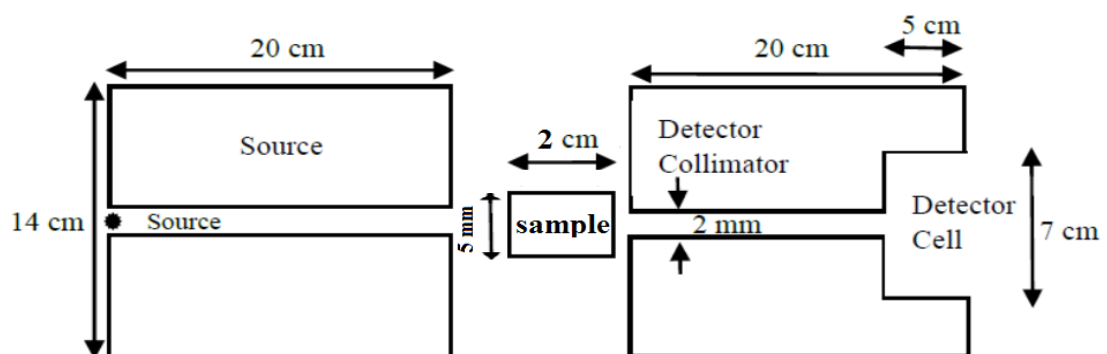 5 cm
20 cm
20 cm
Source
Detector
Collimator
2 cm
14 cm
Source
5 mm
sample
2 mm
Detector
Cell
7 cm